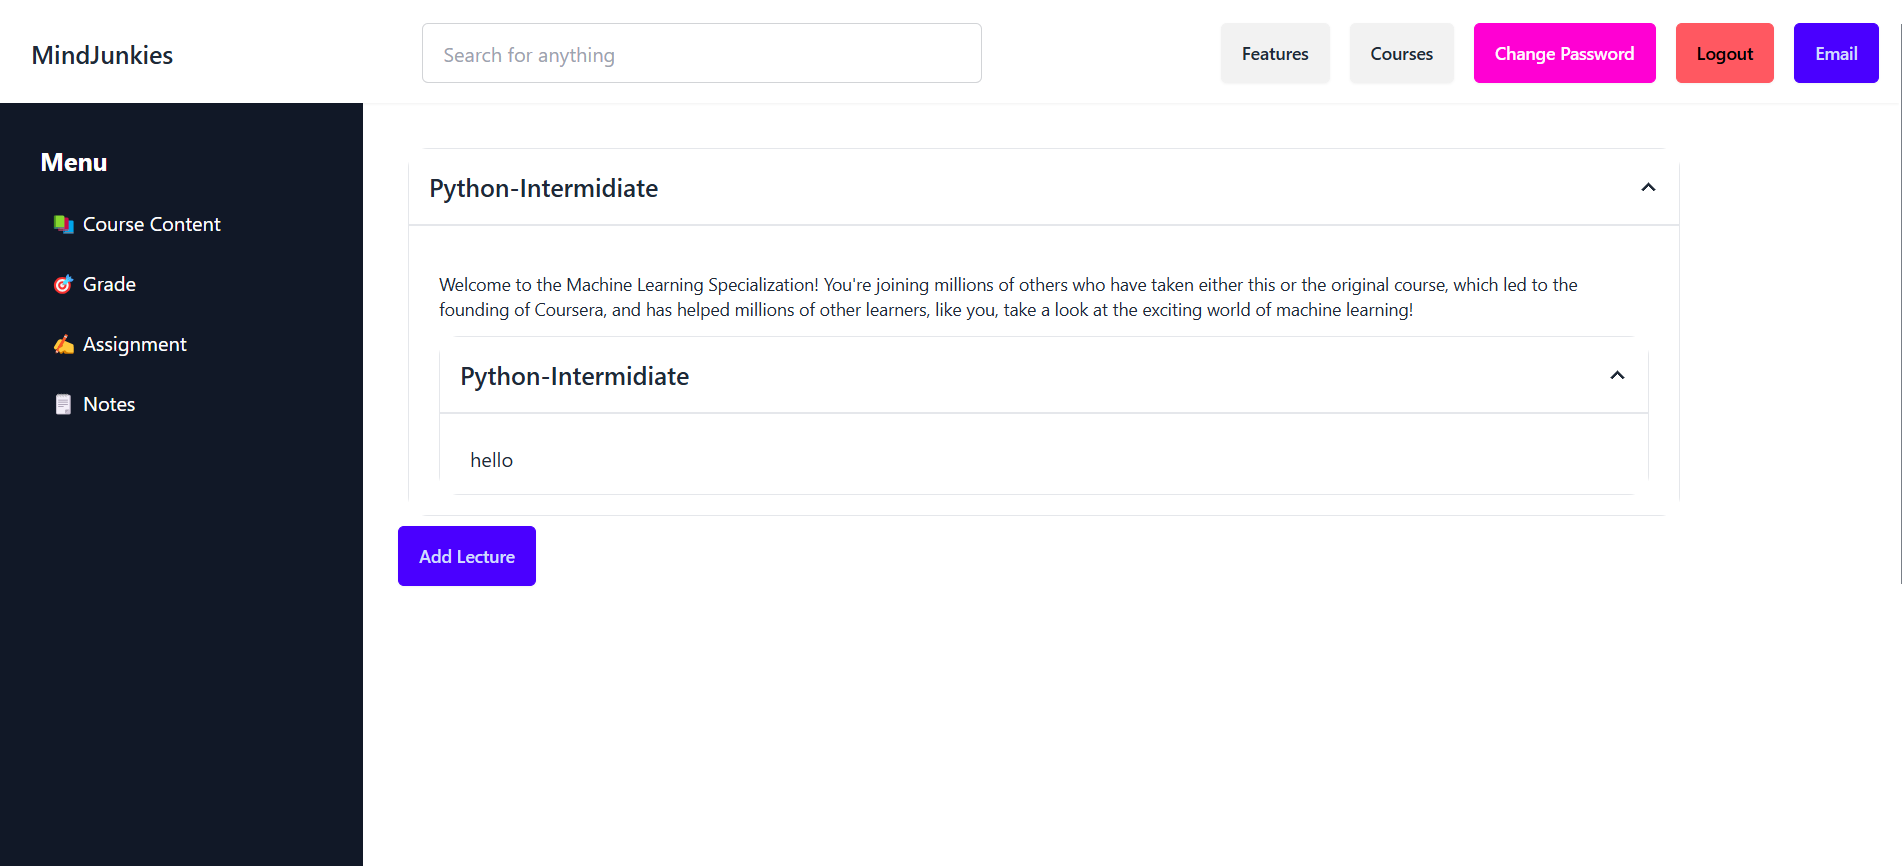 MindJunkies
Search for anything
Features
Courses
Change Password
Logout
Email
Menu
Course Content
Grade
Assignment
Notes
Python-Intermidiate
Welcome to the Machine Learning Specialization! You're joining millions of others who have taken either this or the original course, which led to the
founding of Coursera, and has helped millions of other learners, like you, take a look at the exciting world of machine learning!
Python-Intermidiate
hello
Add Lecture